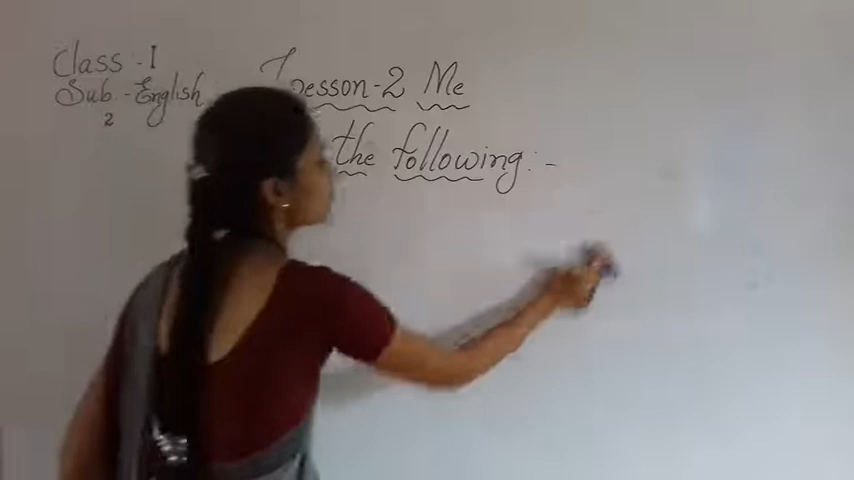 Class - I
Sub - English
2
Lesson - 2 Me
the following :-